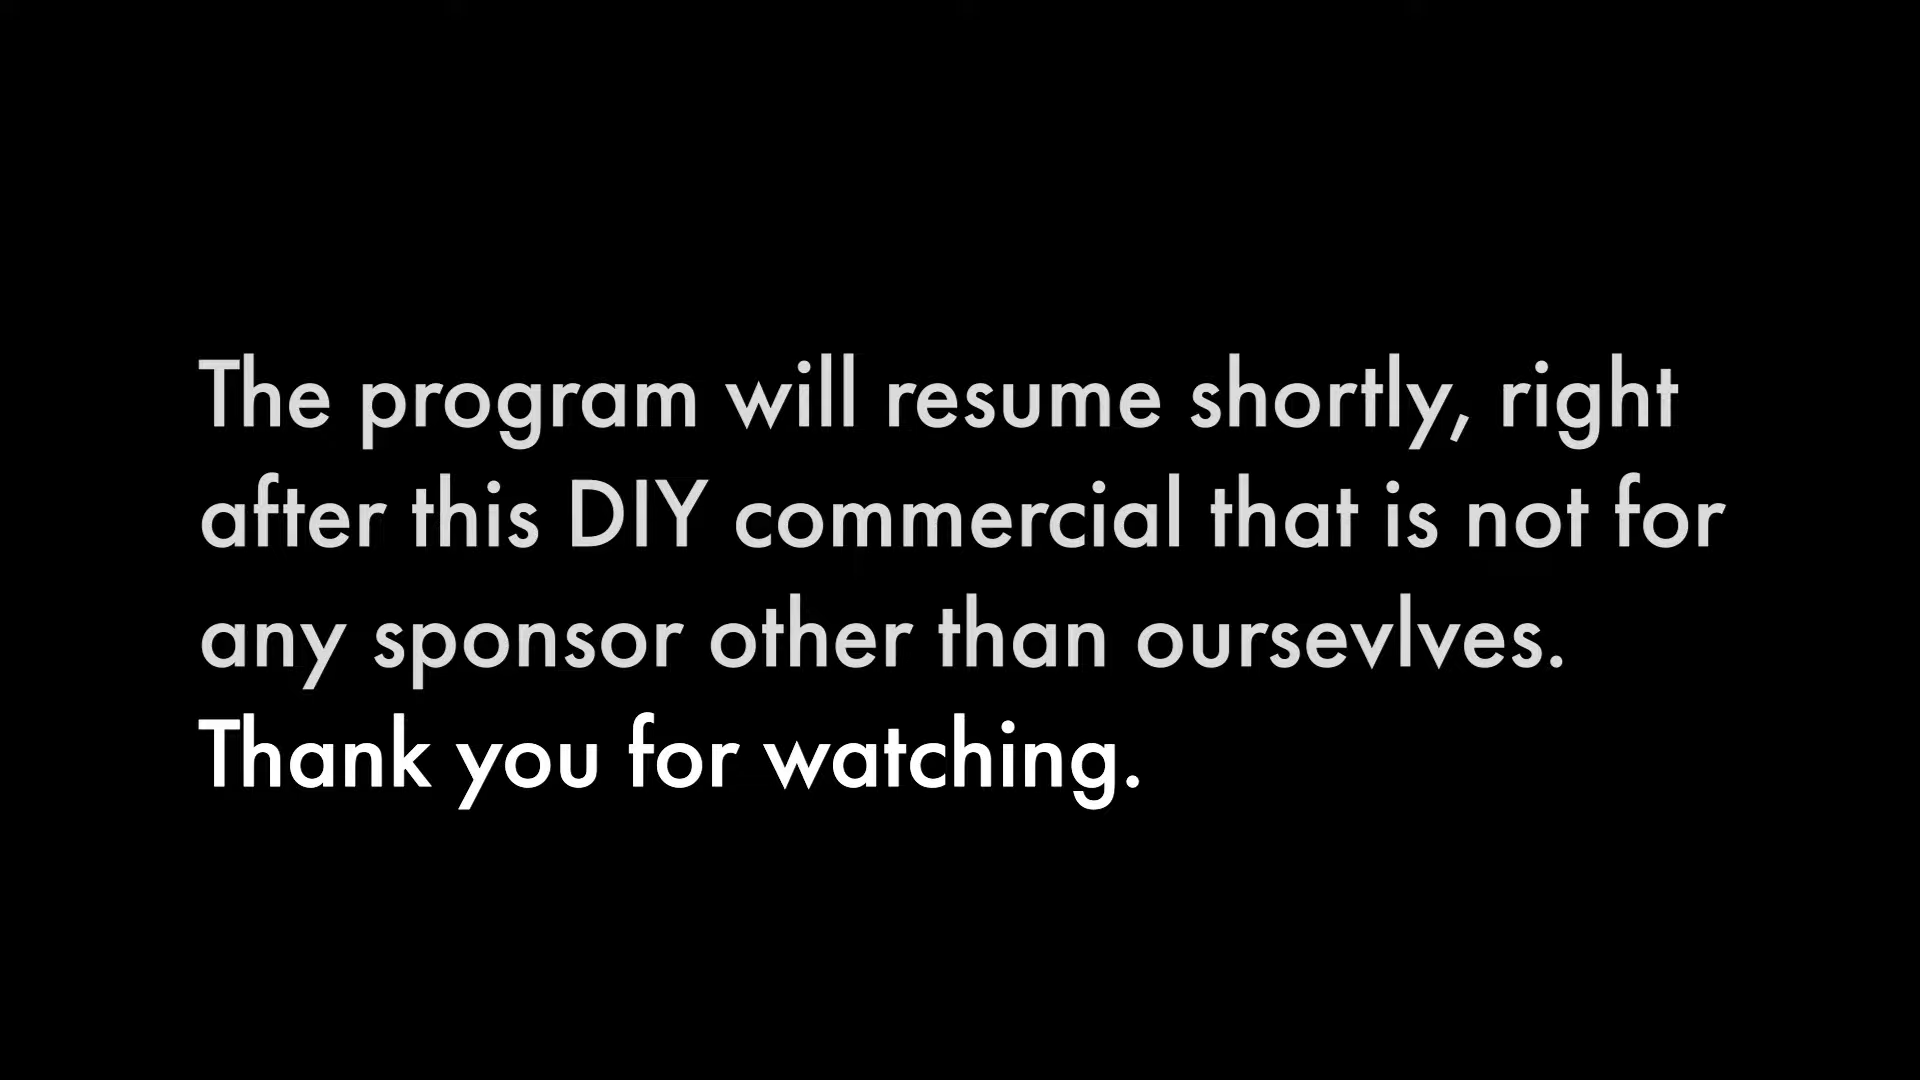 The program will resume shortly, right
after this DIY commercial that is not for
any sponsor other than oursevlves.
Thank you for watching.